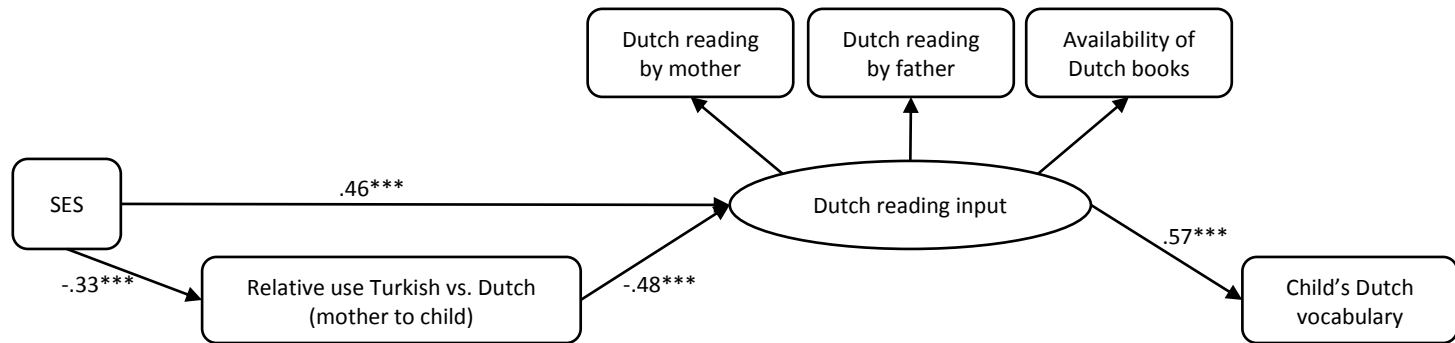 Dutch reading
by mother
Dutch reading
by father
Availability of
Dutch books
SES
.46***
Dutch reading input
-.33***
Relative use Turkish vs. Dutch
(mother to child)
-.48***
.57***
Child’s Dutch
vocabulary